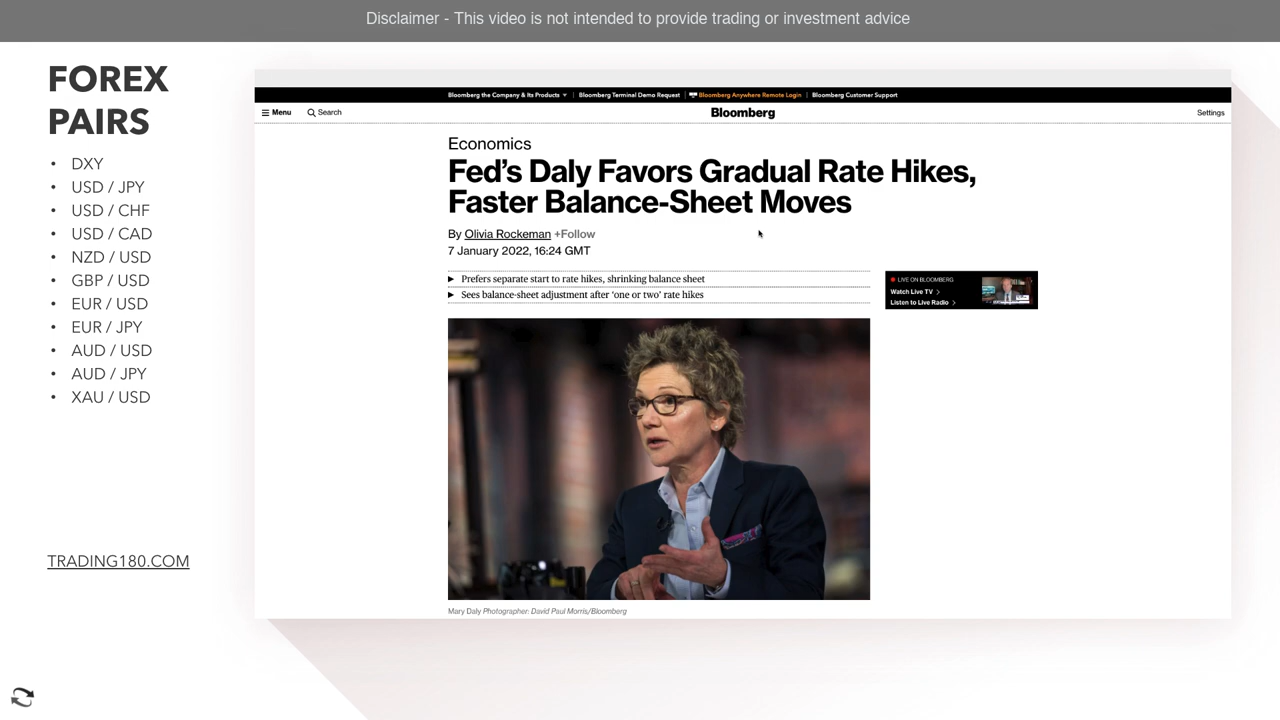 Disclaimer - This video is not intended to provide trading or investment advice
FOREX
PAIRS
• DXY
• USD / JPY
• USD / CHF
• USD / CAD
• NZD / USD
• GBP / USD
• EUR / USD
• EUR / JPY
• AUD / USD
• AUD / JPY
• XAU / USD
TRADING180.COM
Bloomberg the Company & Its Products | Bloomberg Terminal Demo Request | Bloomberg Anywhere Remote Login | Bloomberg Customer Support
Menu Search Bloomberg Settings
Economics
Fed's Daly Favors Gradual Rate Hikes,
Faster Balance-Sheet Moves
By Olivia Rockeman +Follow
7 January 2022, 16:24 GMT
Prefers separate start to rate hikes, shrinking balance sheet
Sees balance-sheet adjustment after 'one or two' rate hikes
LIVE ON BLOOMBERG
Watch Live TV
Listen to Live Radio
Mary Daly Photographer: David Paul Morris/Bloomberg